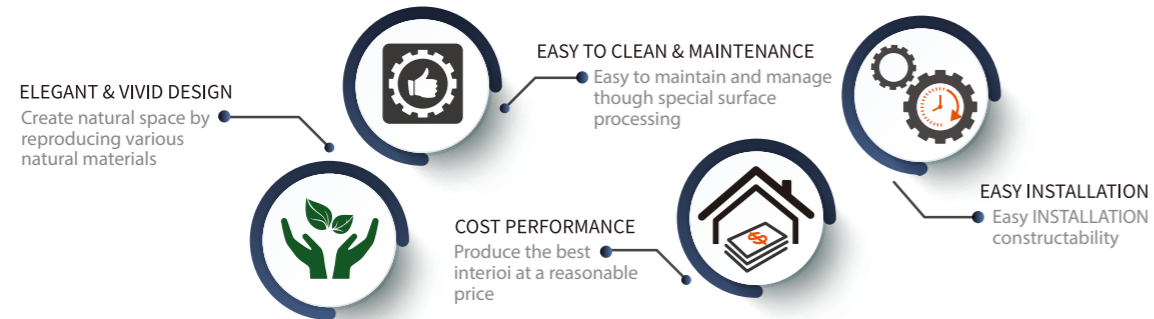 ELEGANT & VIVID DESIGN
Create natural space by
reproducing various
natural materials
EASY TO CLEAN & MAINTENANCE
Easy to maintain and manage
though special surface
processing
COST PERFORMANCE
Produce the best
interioi at a reasonable
price
EASY INSTALLATION
Easy INSTALLATION
constructability
$